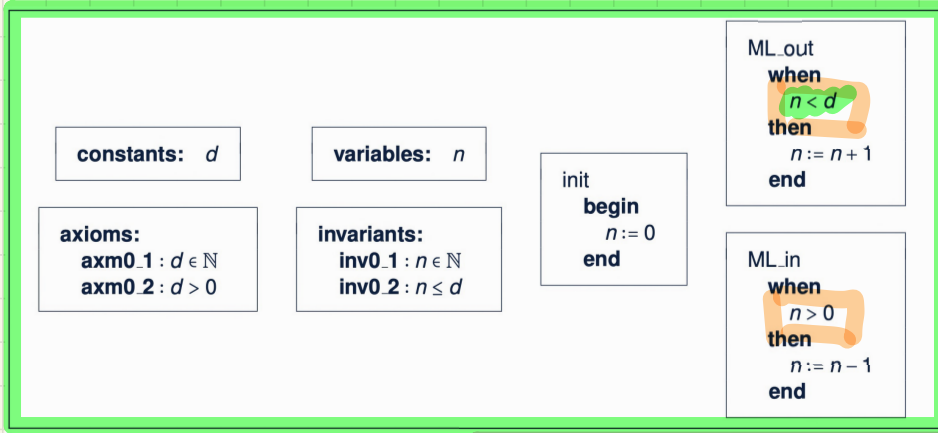 constants: d
axioms:
axm0_1 : d ∈ ℕ
axm0_2 : d > 0
variables: n
invariants:
inv0_1 : n ∈ ℕ
inv0_2 : n ≤ d
init
begin
n := 0
end
ML_out
when
n < d
then
n := n + 1
end
ML_in
when
n > 0
then
n := n − 1
end